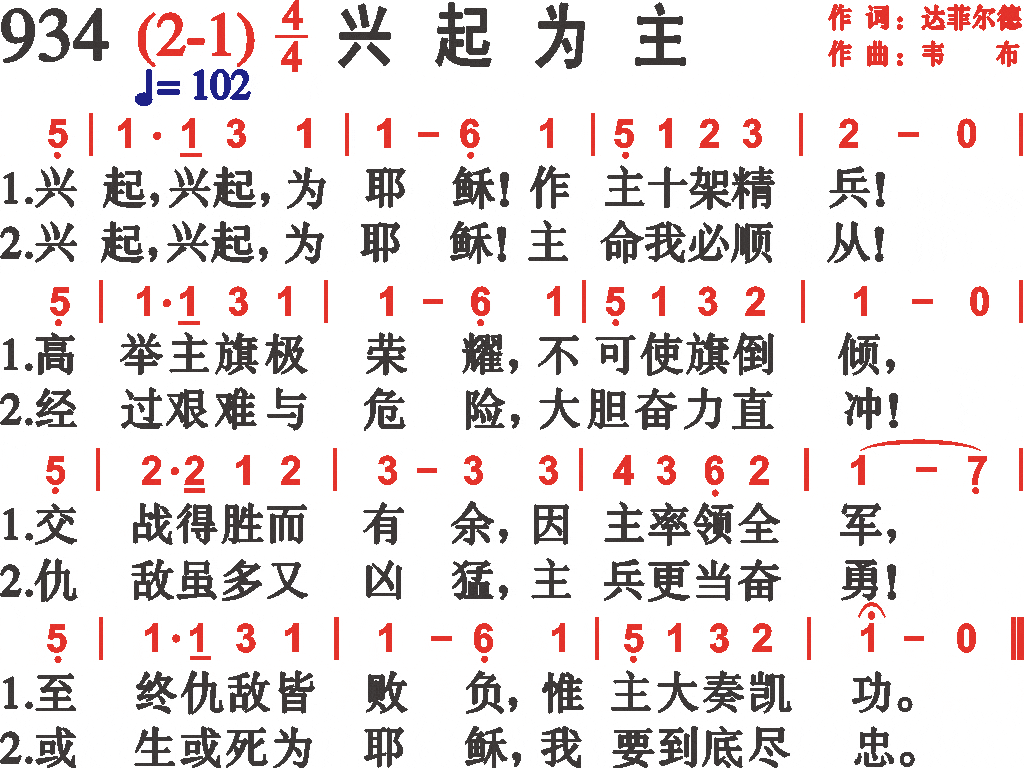 934 (2-1) 4/4 兴起为主 作词：达菲尔德
♩= 102 作曲：韦 布
5̣ | 1 · 1̲ 3 1 | 1 – 6̣ 1 | 5̣ 1 2 3 | 2 – 0 |
1.兴 起，兴起，为 耶 稣！作 主十架精 兵！
2.兴 起，兴起，为 耶 稣！主 命我必顺 从！
5̣ | 1 · 1̲ 3 1 | 1 – 6̣ 1 | 5̣ 1 3 2 | 1 – 0 |
1.高 举主旗极 荣 耀，不 可使旗倒 倾，
2.经 过艰难与 危 险，大 胆奋力直 冲！
5̣ | 2 · 2̲ 1 2 | 3 – 3 3 | 4 3 6̣ 2 | 1 – 7̣ |
1.交 战得胜而 有 余，因 主率领全 军，
2.仇 敌虽多又 凶 猛，主 兵更当奋 勇！
5̣ | 1 · 1̲ 3 1 | 1 – 6̣ 1 | 5̣ 1 3 2 | 1 – 0 ‖
1.至 终仇敌皆 败 负，惟 主大奏凯 功。
2.或 生或死为 耶 稣，我 要到底尽 忠。